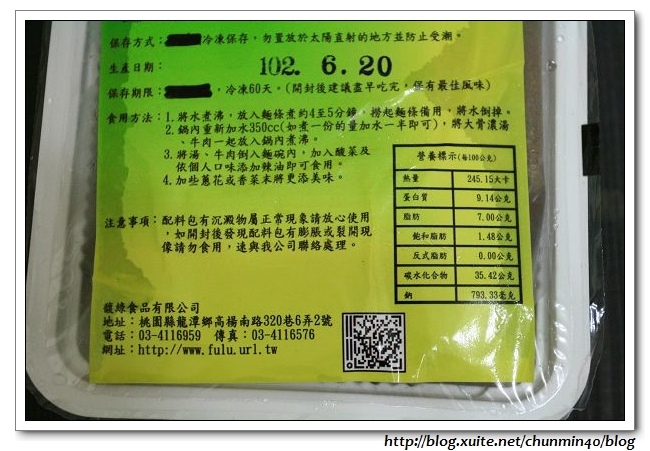 保存方式：冷凍保存，勿置放於太陽直射的地方並防止受潮。
生產日期：
102. 6. 20
保存期限：，冷凍60天。(開封後建議盡早吃完，保有最佳風味)
食用方法：1.將水煮沸，放入麵條煮約4至5分鐘，撈起麵條備用，將水倒掉。
2.鍋內重新加水350cc(如煮一份的量加水一半即可)，將大骨濃湯
、牛肉一起放入鍋內煮沸。
3.將湯、牛肉倒入麵碗內，加入酸菜及
依個人口味添加辣油即可食用。
4.加些蔥花或香菜末將更添美味。
營養標示(每100公克)
熱量 245.15大卡
蛋白質 9.14公克
脂肪 7.00公克
飽和脂肪 1.48公克
反式脂肪 0.00公克
碳水化合物 35.42公克
鈉 793.33毫克
注意事項：配料包有沉澱物屬正常現象請放心使用
，如開封後發現配料包有膨脹或裂開現
像請勿食用，速與我公司聯絡處理。
馥綠食品有限公司
地址：桃園縣龍潭鄉高楊南路320巷6弄2號
電話：03-4116959 傳真：03-4116576
網址：http://www.fulu.url.tw
http://blog.xuite.net/chunmin40/blog